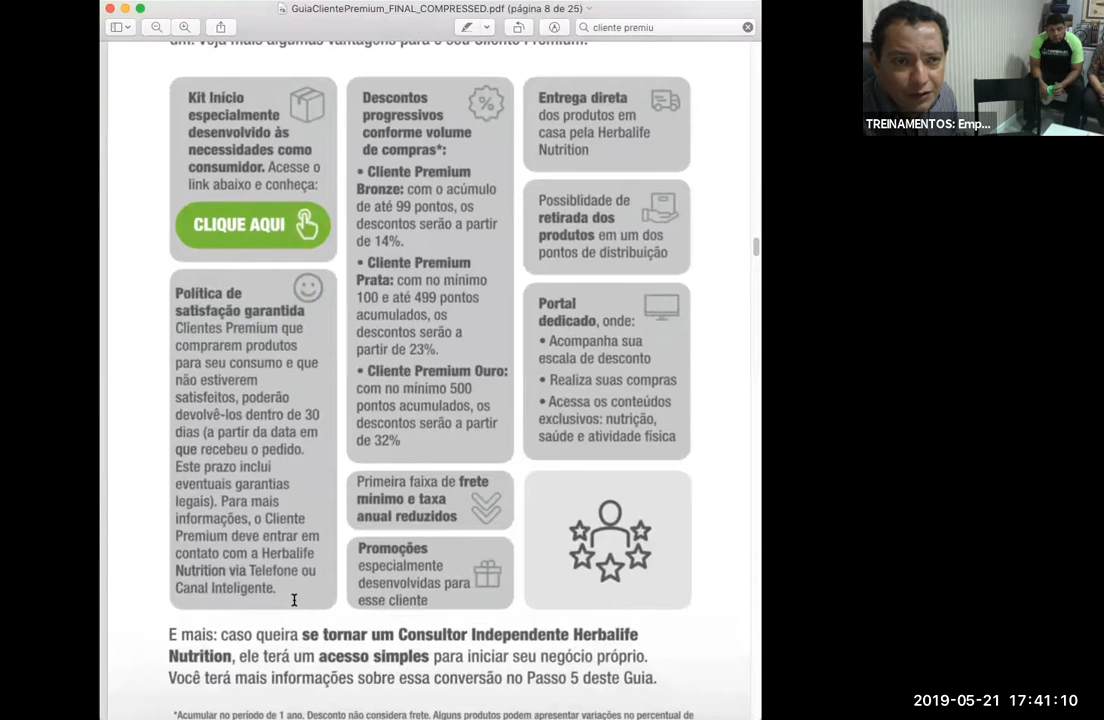 GuiaClientePremium_FINAL_COMPRESSED.pdf (página 8 de 25)
cliente premiu
um. Veja mais algumas vantagens para o seu Cliente Premium:
Kit Início
especialmente
desenvolvido às
necessidades como
consumidor. Acesse o
link abaixo e conheça:
CLIQUE AQUI
Política de
satisfação garantida
Clientes Premium que
comprarem produtos
para seu consumo e que
não estiverem
satisfeitos, poderão
devolvê-los dentro de 30
dias (a partir da data em
que recebeu o pedido.
Este prazo inclui
eventuais garantias
legais). Para mais
informações, o Cliente
Premium deve entrar em
contato com a Herbalife
Nutrition via Telefone ou
Canal Inteligente.
Descontos
progressivos
conforme volume
de compras*:
• Cliente Premium
Bronze: com o acúmulo
de até 99 pontos, os
descontos serão a partir
de 14%.
• Cliente Premium
Prata: com no mínimo
100 e até 499 pontos
acumulados, os
descontos serão a
partir de 23%.
• Cliente Premium Ouro:
com no mínimo 500
pontos acumulados, os
descontos serão a partir
de 32%
Primeira faixa de frete
mínimo e taxa
anual reduzidos
Promoções
especialmente
desenvolvidas para
esse cliente
Entrega direta
dos produtos em
casa pela Herbalife
Nutrition
Possiblidade de
retirada dos
produtos em um dos
pontos de distribuição
Portal
dedicado, onde:
• Acompanha sua
escala de desconto
• Realiza suas compras
• Acessa os conteúdos
exclusivos: nutrição,
saúde e atividade física
E mais: caso queira se tornar um Consultor Independente Herbalife
Nutrition, ele terá um acesso simples para iniciar seu negócio próprio.
Você terá mais informações sobre essa conversão no Passo 5 deste Guia.
*Acumular no período de 1 ano. Desconto não considera frete. Alguns produtos podem apresentar variações no percentual de
TREINAMENTOS: Emp...
2019-05-21 17:41:10